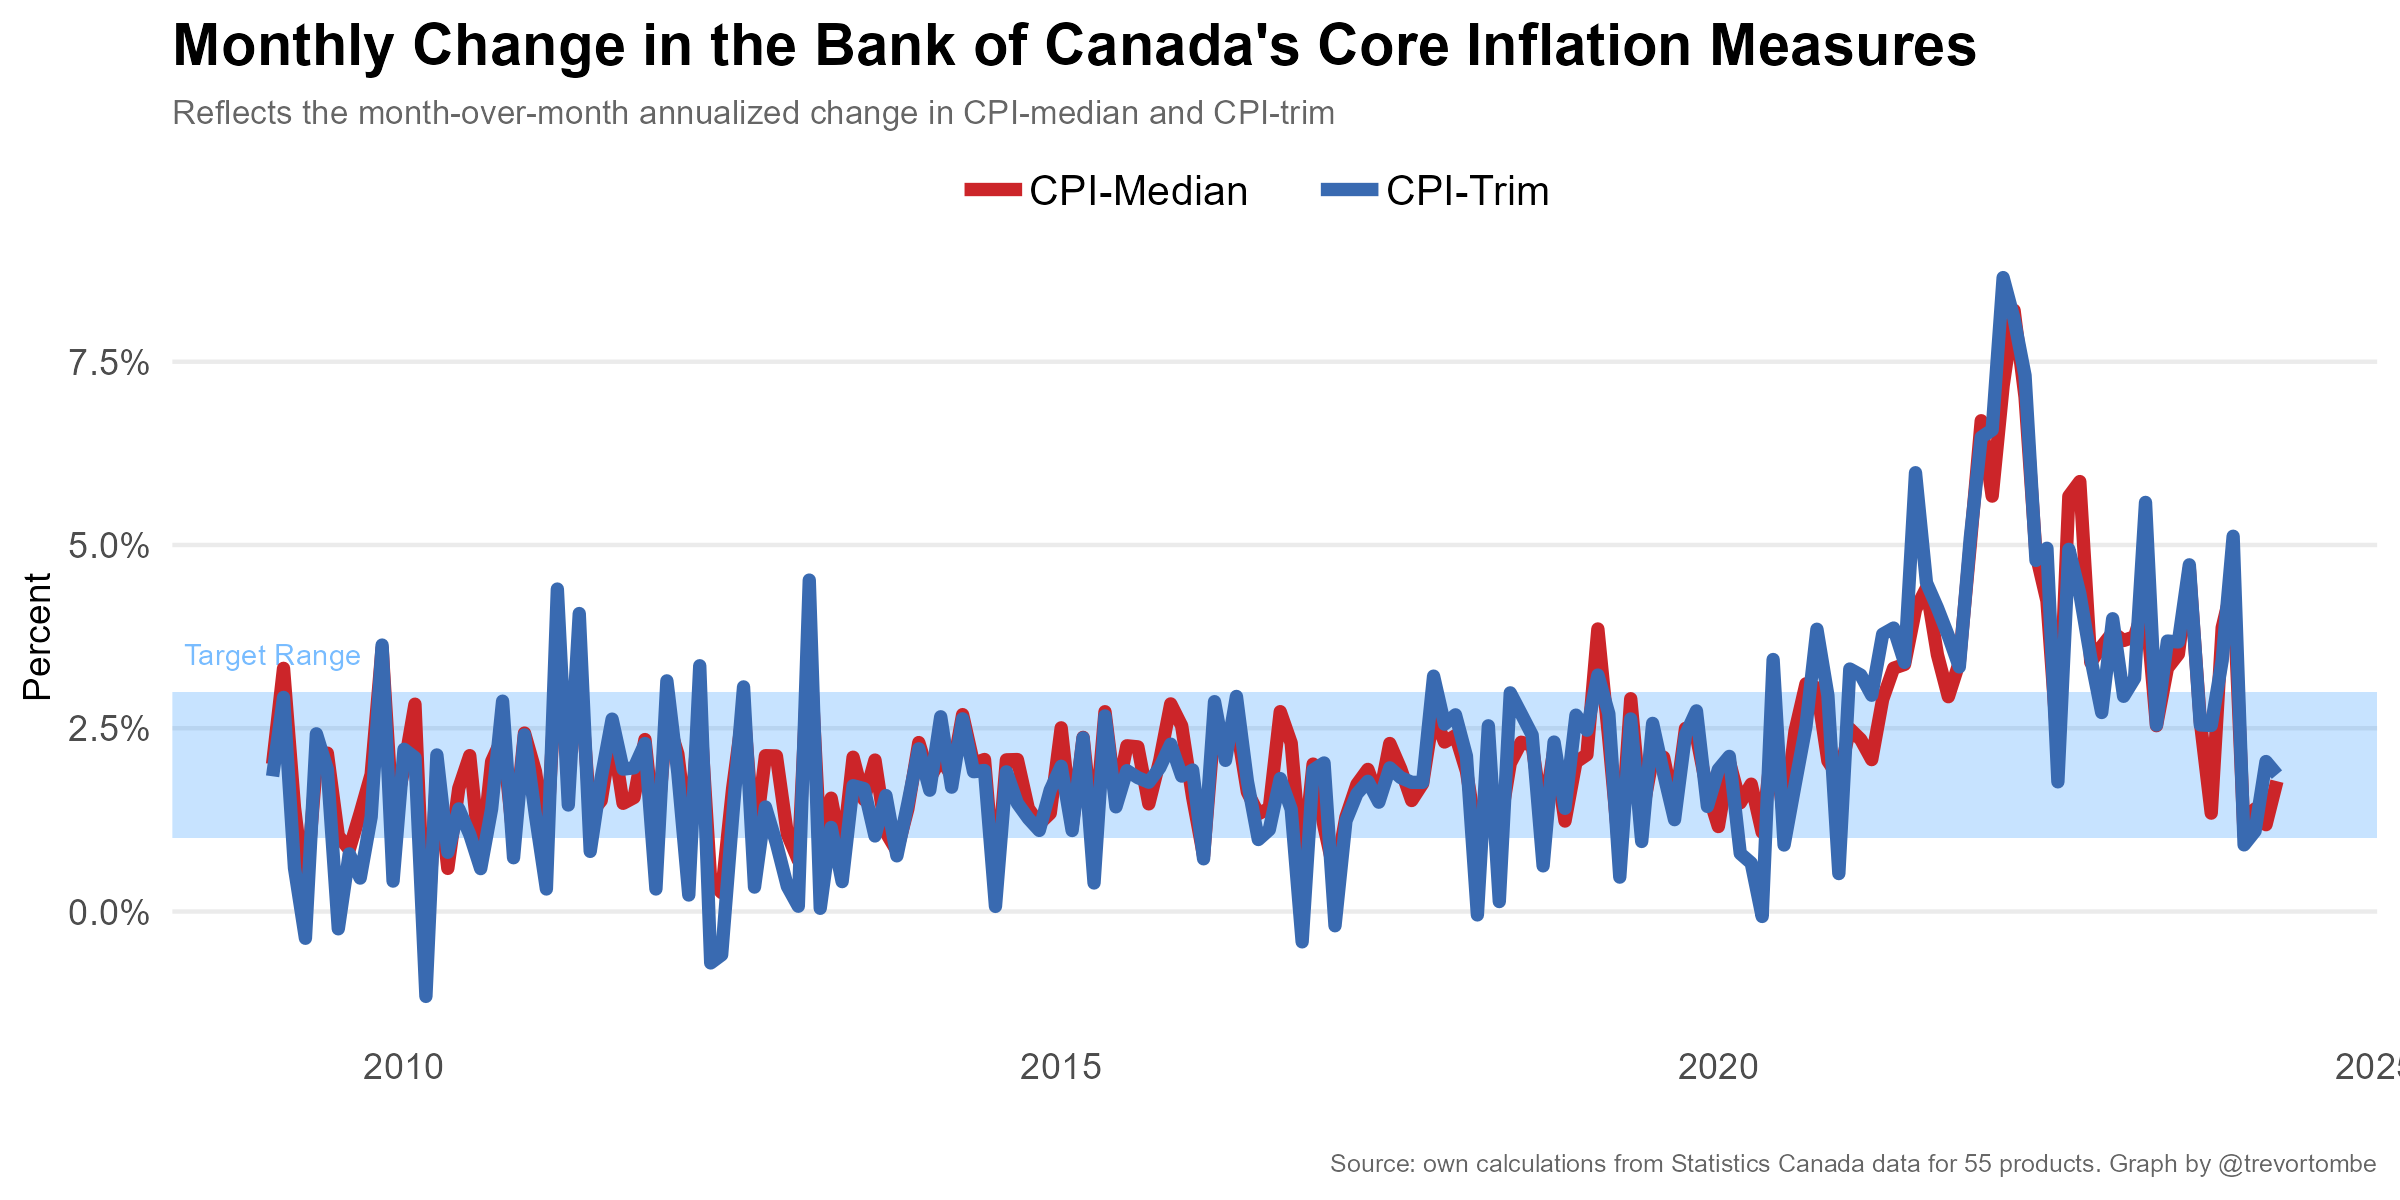 Monthly Change in the Bank of Canada's Core Inflation Measures
Reflects the month-over-month annualized change in CPI-median and CPI-trim
CPI-Median CPI-Trim
7.5%
5.0%
2.5%
0.0%
Percent
Target Range
2010 2015 2020 2025
Source: own calculations from Statistics Canada data for 55 products. Graph by @trevortombe